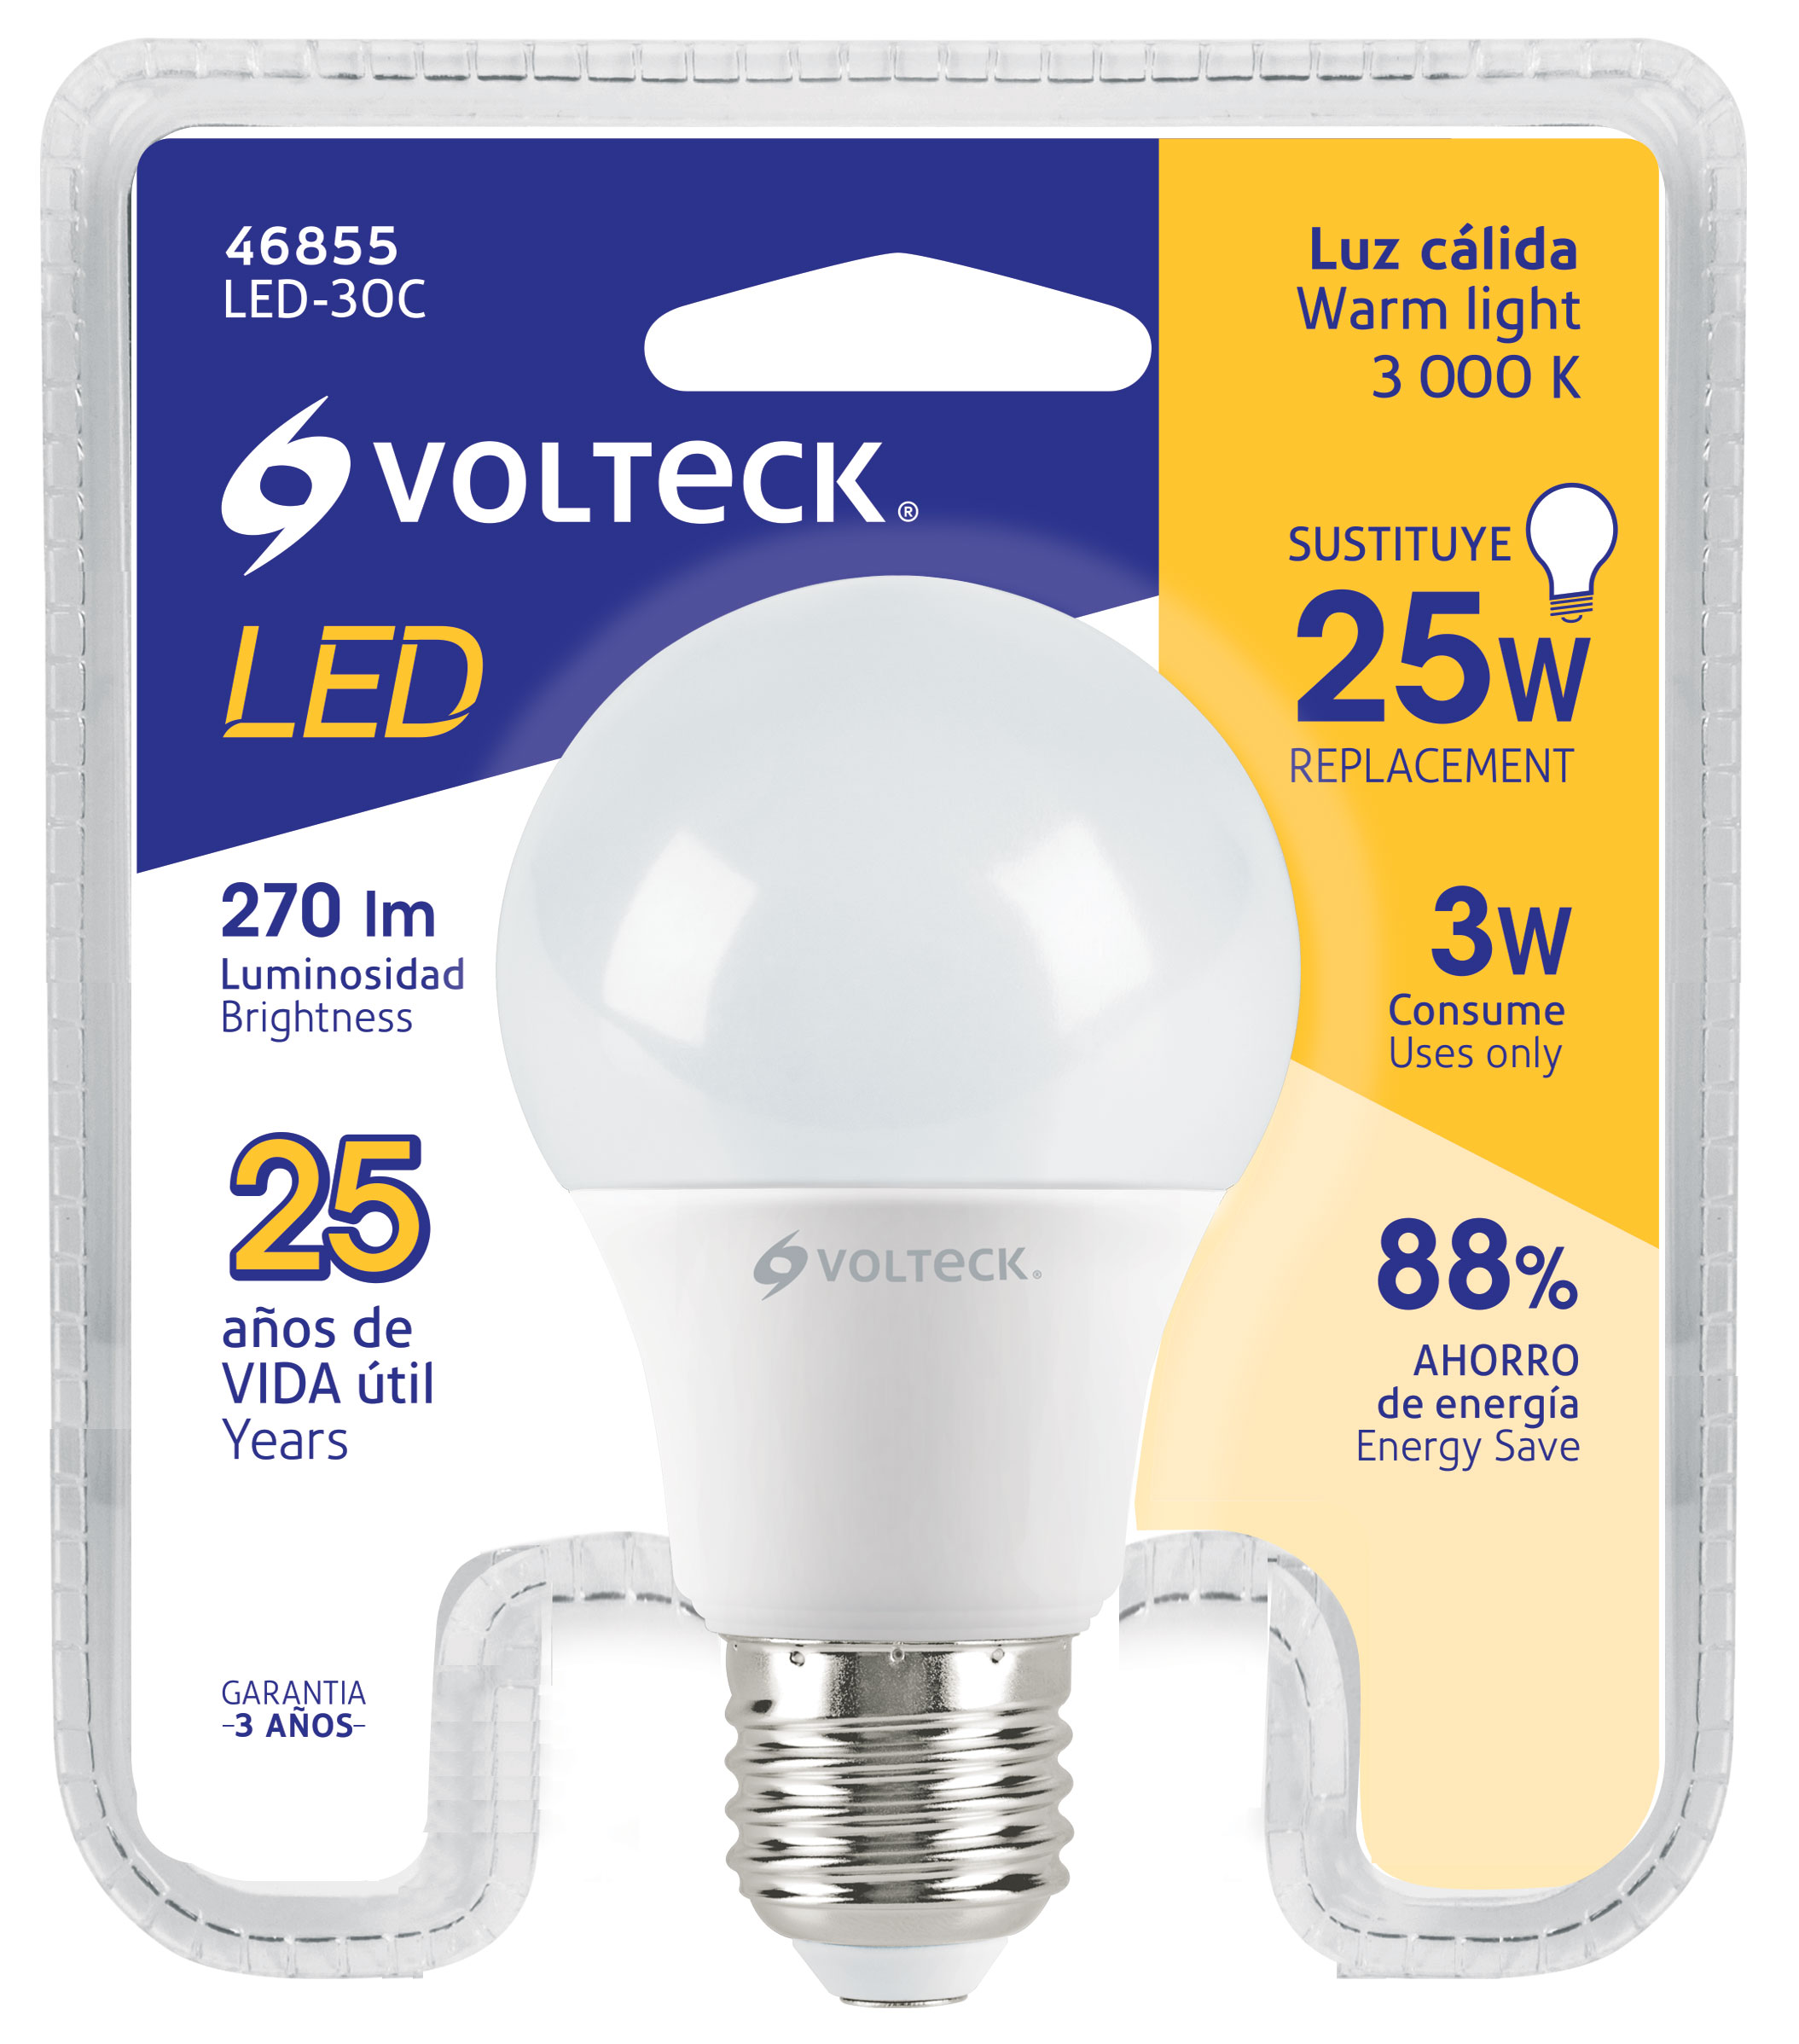 46855
LED-30C
VOLTECK®
LED
270 lm
Luminosidad
Brightness
25
años de
VIDA útil
Years
GARANTIA
-3 AÑOS-
Luz cálida
Warm light
3 000 K
SUSTITUYE
25W
REPLACEMENT
3W
Consume
Uses only
88%
AHORRO
de energía
Energy Save
VOLTECK®